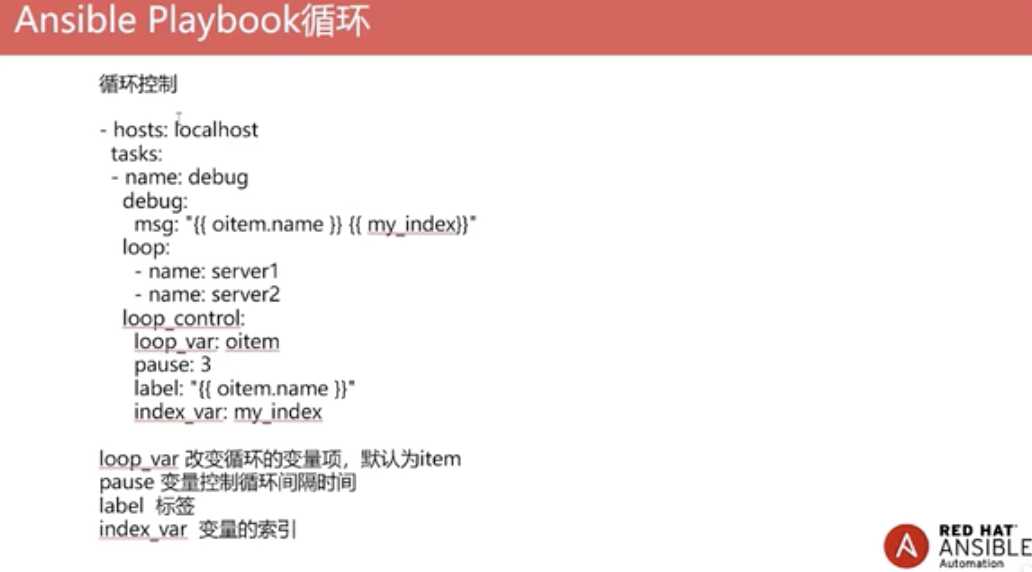 Ansible Playbook循环
循环控制
- hosts: localhost
  tasks:
  - name: debug
    debug:
      msg: "{{ oitem.name }} {{ my_index}}"
    loop:
      - name: server1
      - name: server2
    loop_control:
      loop_var: oitem
      pause: 3
      label: "{{ oitem.name }}"
      index_var: my_index
loop_var 改变循环的变量项，默认为item
pause 变量控制循环间隔时间
label  标签
index_var  变量的索引
RED HAT
ANSIBLE
Automation